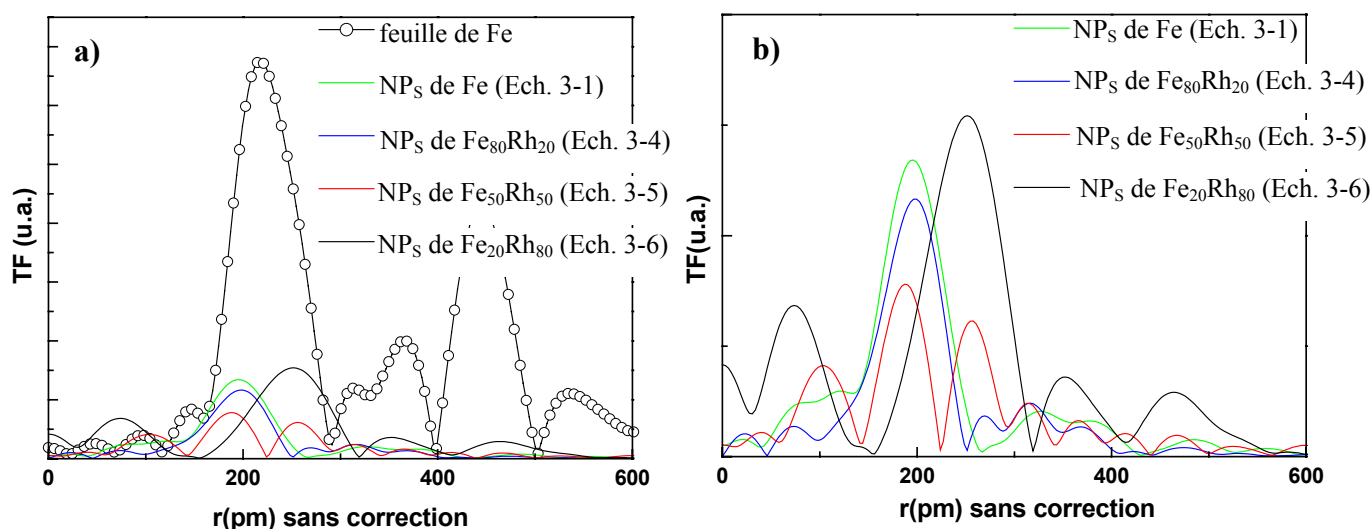 a)
feuille de Fe
NPS de Fe (Ech. 3-1)
NPS de Fe80Rh20 (Ech. 3-4)
NPS de Fe50Rh50 (Ech. 3-5)
NPS de Fe20Rh80 (Ech. 3-6)
TF (u.a.)
0 200 400 600
r(pm) sans correction
b)
NPS de Fe (Ech. 3-1)
NPS de Fe80Rh20 (Ech. 3-4)
NPS de Fe50Rh50 (Ech. 3-5)
NPS de Fe20Rh80 (Ech. 3-6)
TF(u.a.)
0 200 400 600
r(pm) sans correction